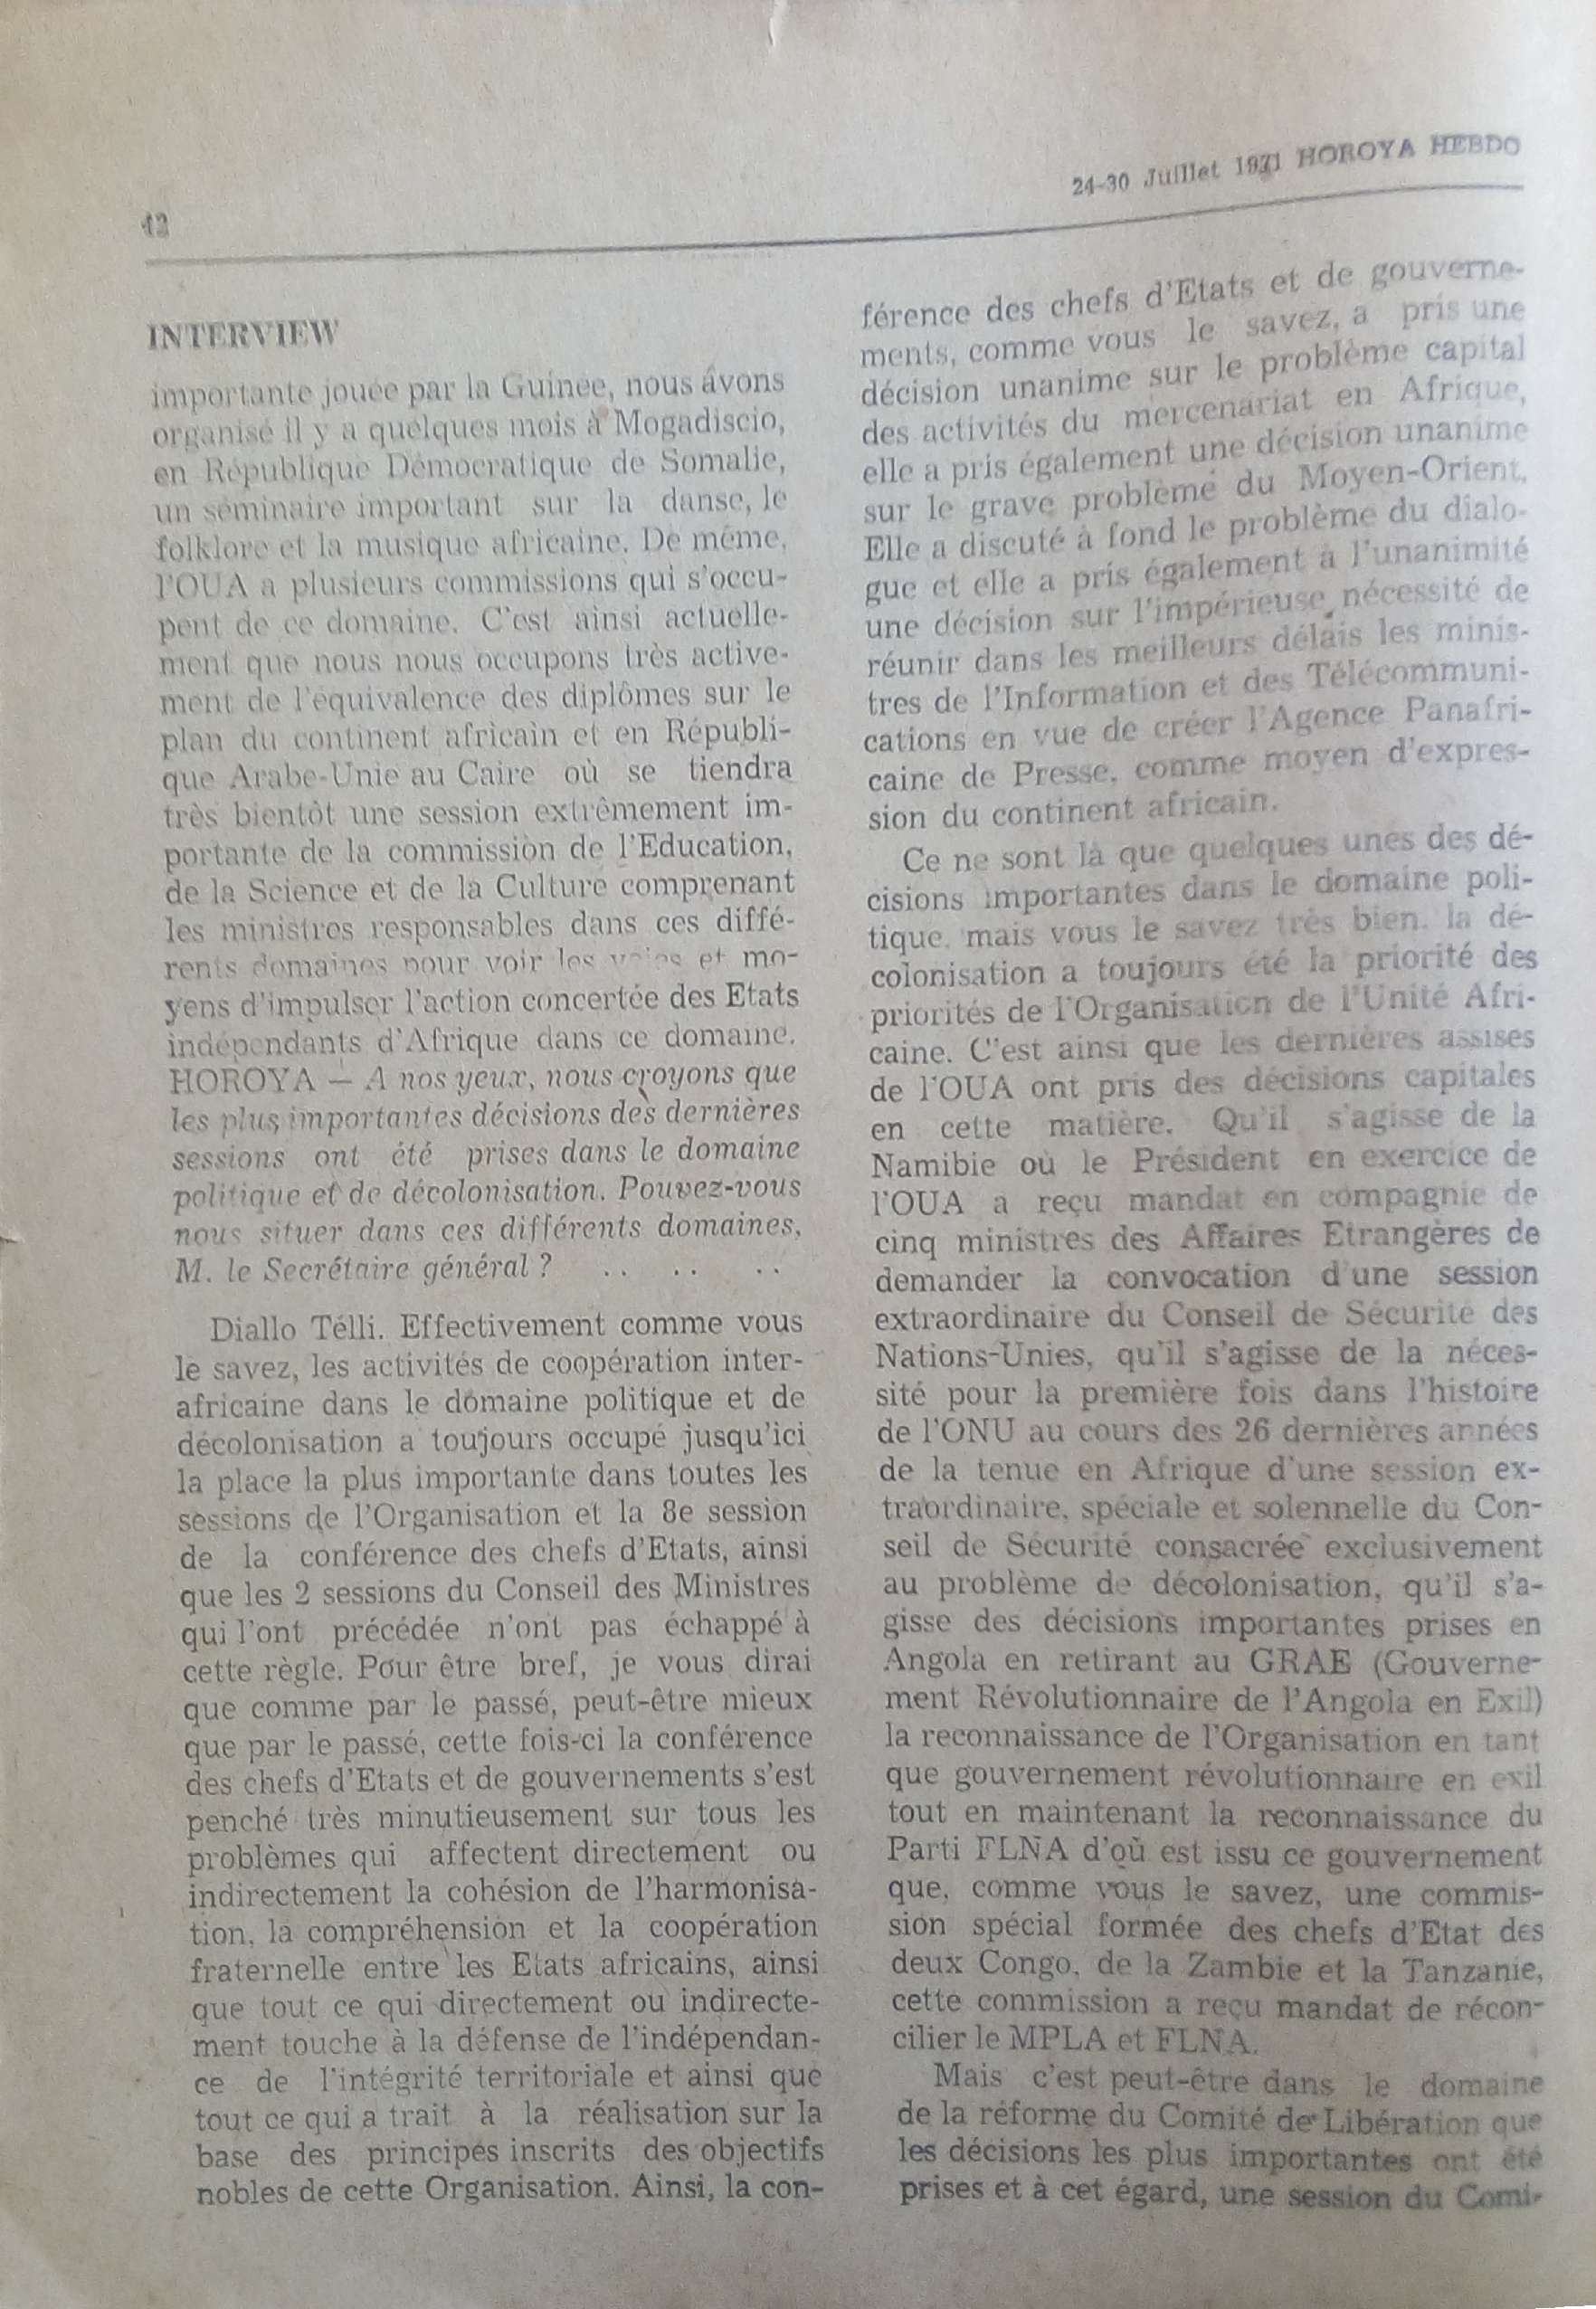 24-30 Juillet 1971 HOROYA HEBDO
12
INTERVIEW
importante jouée par la Guinée, nous avons
organisé il y a quelques mois à Mogadiscio,
en République Démocratique de Somalie,
un séminaire important sur la danse, le
folklore et la musique africaine. De même,
l'OUA a plusieurs commissions qui s'occu-
pent de ce domaine. C'est ainsi actuelle-
ment que nous nous occupons très active-
ment de l'équivalence des diplômes sur le
plan du continent africain et en Républi-
que Arabe-Unie au Caire où se tiendra
très bientôt une session extrêmement im-
portante de la commission de l'Education,
de la Science et de la Culture comprenant
les ministres responsables dans ces diffé-
rents domaines pour voir les voies et mo-
yens d'impulser l'action concertée des Etats
indépendants d'Afrique dans ce domaine.
HOROYA — A nos yeux, nous croyons que
les plus importantes décisions des dernières
sessions ont été prises dans le domaine
politique et de décolonisation. Pouvez-vous
nous situer dans ces différents domaines,
M. le Secrétaire général ? .. .. ..
Diallo Télli. Effectivement comme vous
le savez, les activités de coopération inter-
africaine dans le domaine politique et de
décolonisation a toujours occupé jusqu'ici
la place la plus importante dans toutes les
sessions de l'Organisation et la 8e session
de la conférence des chefs d'Etats, ainsi
que les 2 sessions du Conseil des Ministres
qui l'ont précédée n'ont pas échappé à
cette règle. Pour être bref, je vous dirai
que comme par le passé, peut-être mieux
que par le passé, cette fois-ci la conférence
des chefs d'Etats et de gouvernements s'est
penché très minutieusement sur tous les
problèmes qui affectent directement ou
indirectement la cohésion de l'harmonisa-
tion, la compréhension et la coopération
fraternelle entre les Etats africains, ainsi
que tout ce qui directement ou indirecte-
ment touche à la défense de l'indépendan-
ce de l'intégrité territoriale et ainsi que
tout ce qui a trait à la réalisation sur la
base des principes inscrits des objectifs
nobles de cette Organisation. Ainsi, la con-
férence des chefs d'Etats et de gouverne-
ments, comme vous le savez, a pris une
décision unanime sur le problème capital
des activités du mercenariat en Afrique,
elle a pris également une décision unanime
sur le grave problème du Moyen-Orient,
Elle a discuté à fond le problème du dialo-
gue et elle a pris également à l'unanimité
une décision sur l'impérieuse nécessité de
réunir dans les meilleurs délais les minis-
tres de l'Information et des Télécommuni-
cations en vue de créer l'Agence Panafri-
caine de Presse, comme moyen d'expres-
sion du continent africain.
Ce ne sont là que quelques unes des dé-
cisions importantes dans le domaine poli-
tique, mais vous le savez très bien, la dé-
colonisation a toujours été la priorité des
priorités de l'Organisation de l'Unité Afri-
caine. C'est ainsi que les dernières assises
de l'OUA ont pris des décisions capitales
en cette matière. Qu'il s'agisse de la
Namibie où le Président en exercice de
l'OUA a reçu mandat en compagnie de
cinq ministres des Affaires Etrangères de
demander la convocation d'une session
extraordinaire du Conseil de Sécurité des
Nations-Unies, qu'il s'agisse de la néces-
sité pour la première fois dans l'histoire
de l'ONU au cours des 26 dernières années
de la tenue en Afrique d'une session ex-
traordinaire, spéciale et solennelle du Con-
seil de Sécurité consacrée exclusivement
au problème de décolonisation, qu'il s'a-
gisse des décisions importantes prises en
Angola en retirant au GRAE (Gouverne-
ment Révolutionnaire de l'Angola en Exil)
la reconnaissance de l'Organisation en tant
que gouvernement révolutionnaire en exil
tout en maintenant la reconnaissance du
Parti FLNA d'où est issu ce gouvernement
que, comme vous le savez, une commis-
sion spécial formée des chefs d'Etat des
deux Congo, de la Zambie et la Tanzanie,
cette commission a reçu mandat de récon-
cilier le MPLA et FLNA.
Mais c'est peut-être dans le domaine
de la réforme du Comité de Libération que
les décisions les plus importantes ont été
prises et à cet égard, une session du Comi-